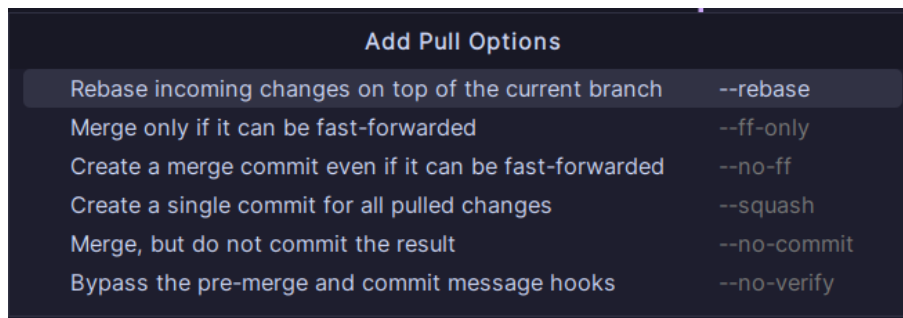 Add Pull Options
Rebase incoming changes on top of the current branch --rebase
Merge only if it can be fast-forwarded --ff-only
Create a merge commit even if it can be fast-forwarded --no-ff
Create a single commit for all pulled changes --squash
Merge, but do not commit the result --no-commit
Bypass the pre-merge and commit message hooks --no-verify